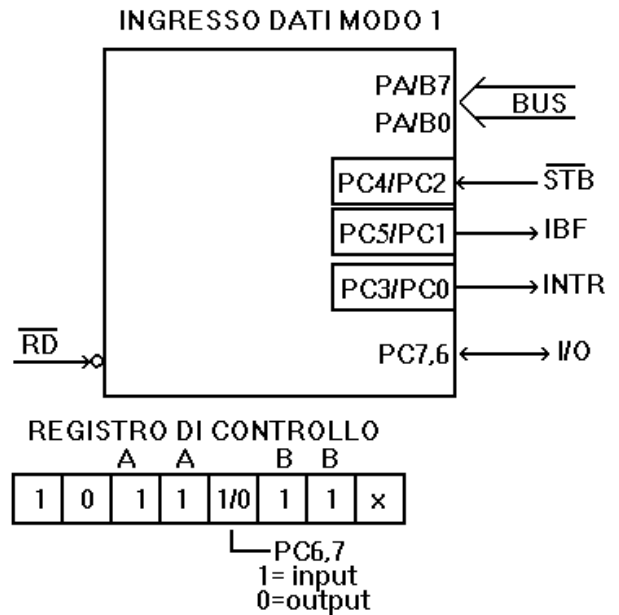 INGRESSO DATI MODO 1
PA/B7
BUS
PA/B0
PC4/PC2 STB
PC5/PC1 IBF
PC3/PC0 INTR
RD PC7,6 I/O
REGISTRO DI CONTROLLO
A A B B
1 0 1 1 1/0 1 1 x
PC6,7
1= input
0=output